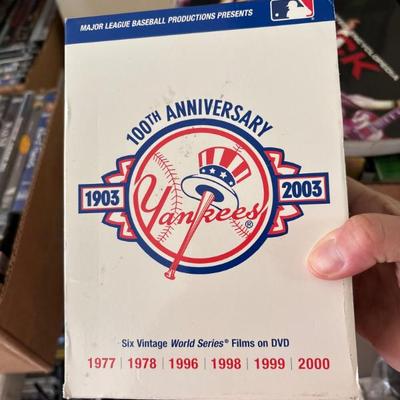 MAJOR LEAGUE BASEBALL PRODUCTIONS PRESENTS
100TH ANNIVERSARY
1903 2003
Yankees®
Six Vintage World Series® Films on DVD
1977 | 1978 | 1996 | 1998 | 1999 | 2000